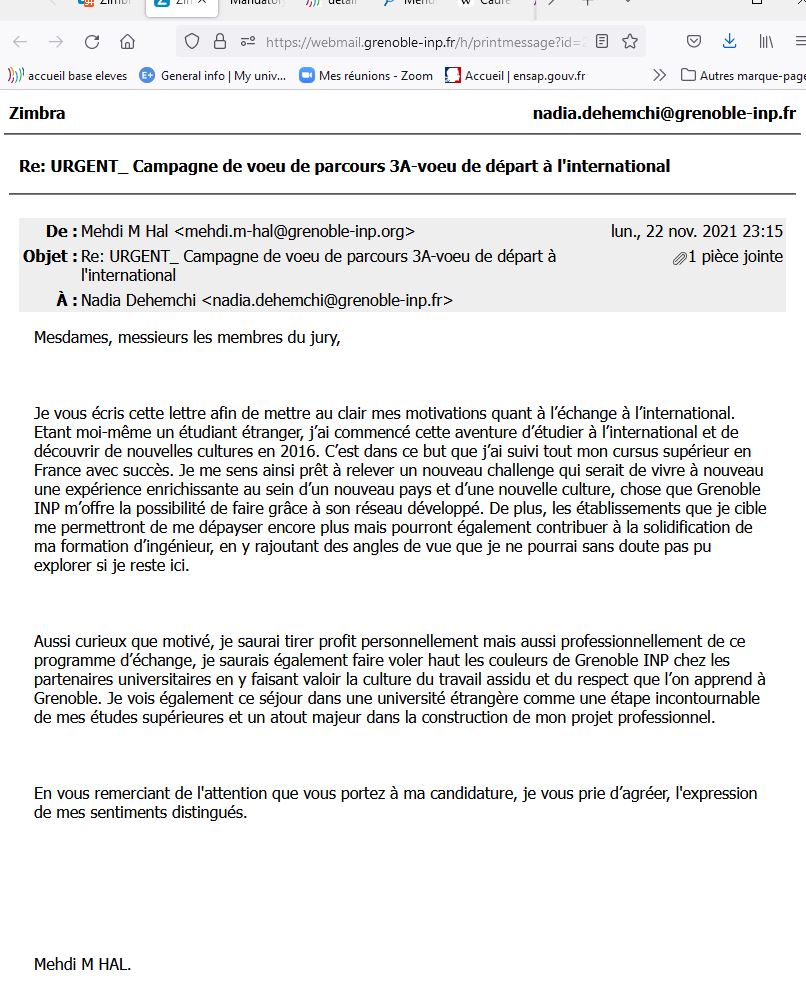 Mandator
détail
https://webmail.grenoble-inp.fr/h/printmessage?id=
accueil base eleves
General info | My univ...
Mes réunions - Zoom
Accueil | ensap.gouv.fr
Autres marque-page
Zimbra nadia.dehemchi@grenoble-inp.fr
Re: URGENT_ Campagne de voeu de parcours 3A-voeu de départ à l'international
De : Mehdi M Hal <mehdi.m-hal@grenoble-inp.org> lun., 22 nov. 2021 23:15
Objet : Re: URGENT_ Campagne de voeu de parcours 3A-voeu de départ à 1 pièce jointe
l'international
À : Nadia Dehemchi <nadia.dehemchi@grenoble-inp.fr>
Mesdames, messieurs les membres du jury,
Je vous écris cette lettre afin de mettre au clair mes motivations quant à l’échange à l’international.
Etant moi-même un étudiant étranger, j’ai commencé cette aventure d’étudier à l’international et de
découvrir de nouvelles cultures en 2016. C’est dans ce but que j’ai suivi tout mon cursus supérieur en
France avec succès. Je me sens ainsi prêt à relever un nouveau challenge qui serait de vivre à nouveau
une expérience enrichissante au sein d’un nouveau pays et d’une nouvelle culture, chose que Grenoble
INP m’offre la possibilité de faire grâce à son réseau développé. De plus, les établissements que je cible
me permettront de me dépayser encore plus mais pourront également contribuer à la solidification de
ma formation d’ingénieur, en y rajoutant des angles de vue que je ne pourrai sans doute pas pu
explorer si je reste ici.
Aussi curieux que motivé, je saurai tirer profit personnellement mais aussi professionnellement de ce
programme d’échange, je saurais également faire voler haut les couleurs de Grenoble INP chez les
partenaires universitaires en y faisant valoir la culture du travail assidu et du respect que l’on apprend à
Grenoble. Je vois également ce séjour dans une université étrangère comme une étape incontournable
de mes études supérieures et un atout majeur dans la construction de mon projet professionnel.
En vous remerciant de l'attention que vous portez à ma candidature, je vous prie d’agréer, l'expression
de mes sentiments distingués.
Mehdi M HAL.